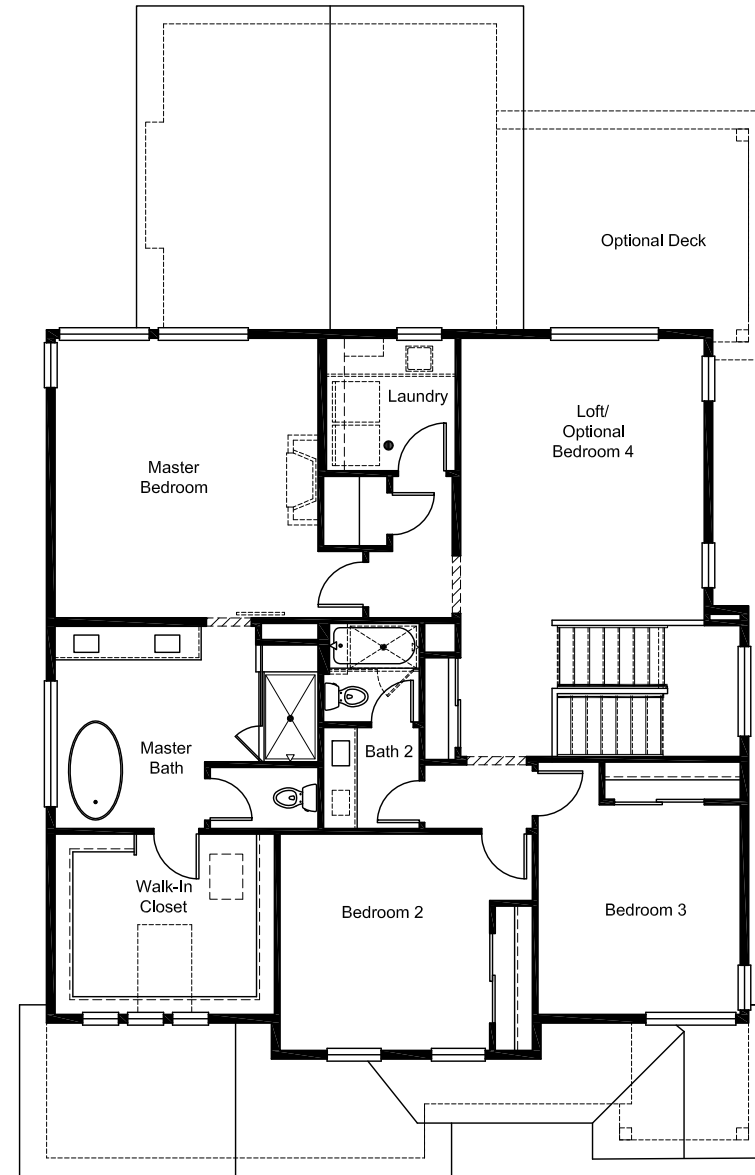 Optional Deck
Laundry
Loft/
Optional
Bedroom 4
Master
Bedroom
Master
Bath
Bath 2
Walk-In
Closet
Bedroom 2
Bedroom 3